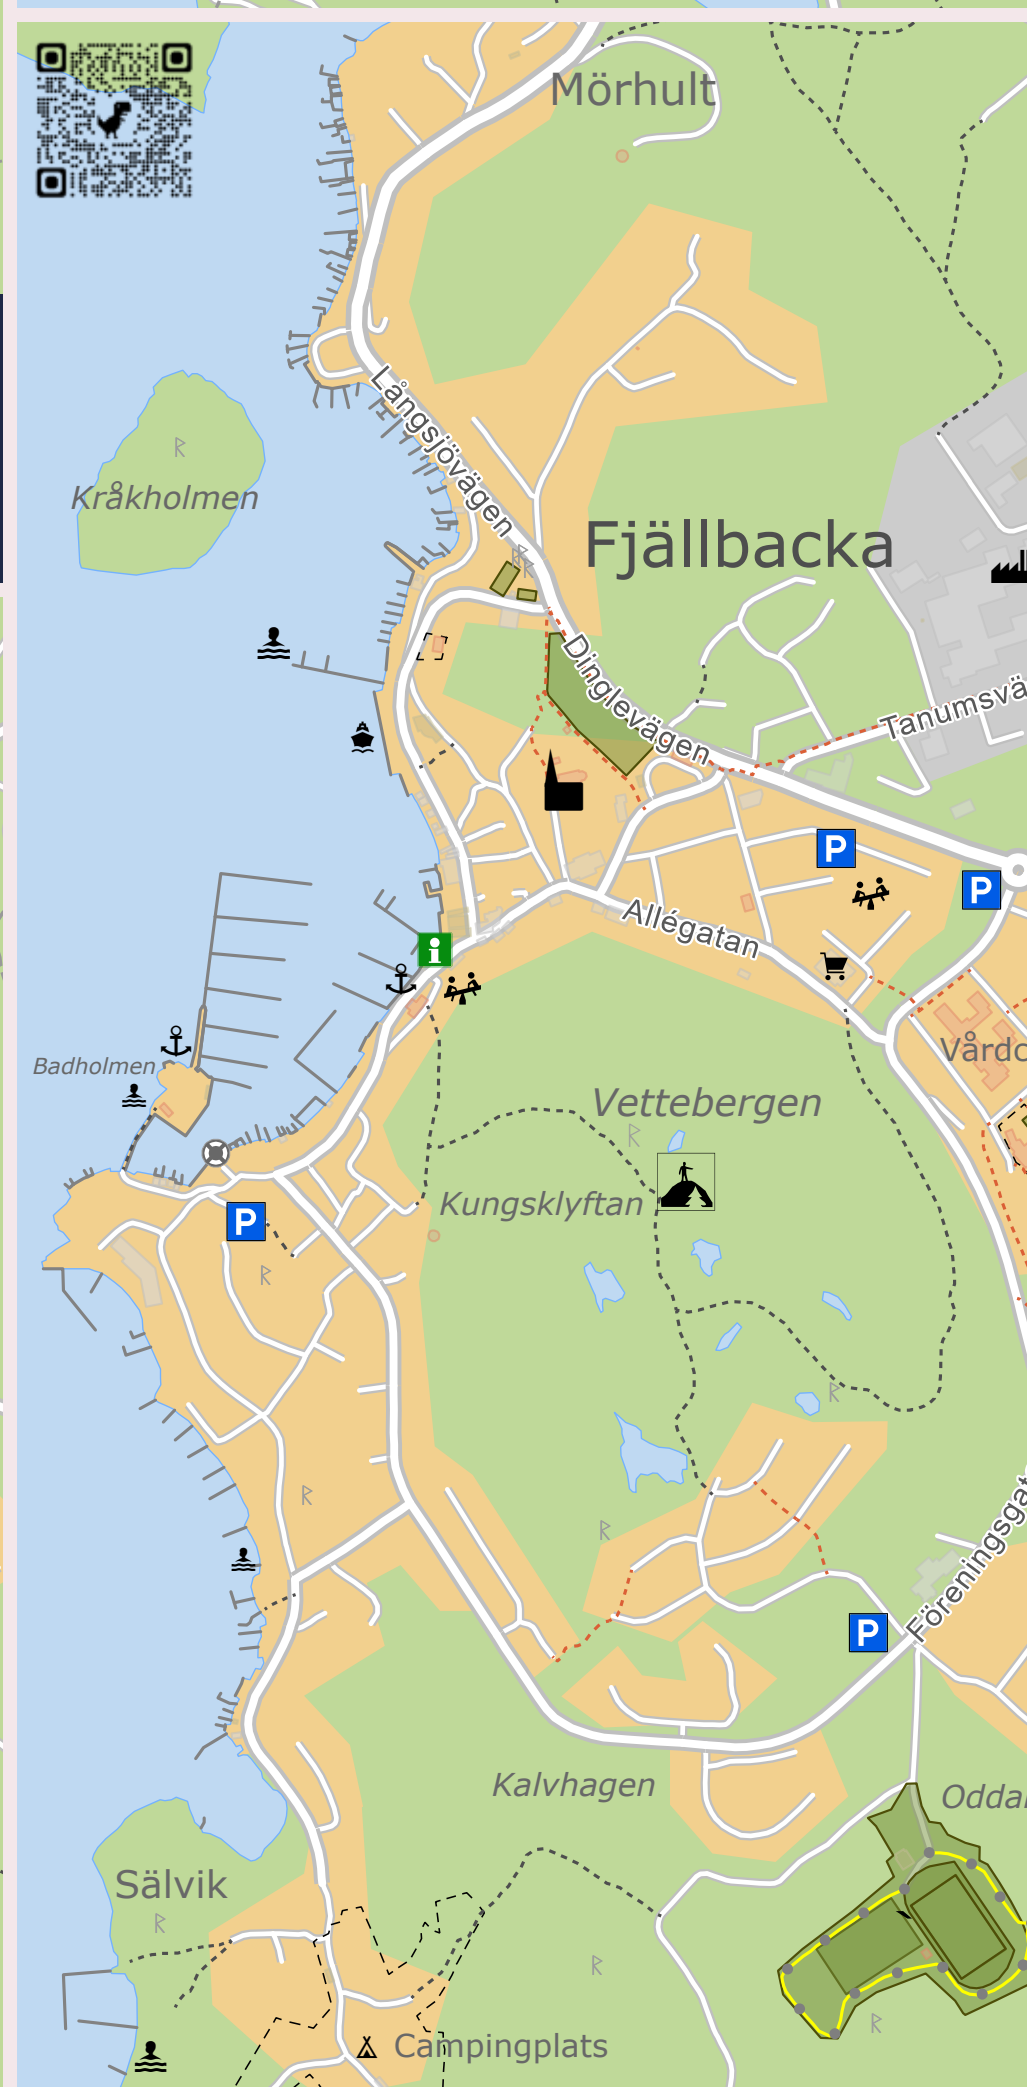 Mörhult
Långsjövägen
Kråkholmen
Fjällbacka
Dinglevägen
Tanumsvä
P
P
Allégatan
i
Badholmen
Vårdc
Vettebergen
Kungsklyftan
P
Föreningsgat
P
Kalvhagen
Oddal
Sälvik
Campingplats
R
R
R
R
R
R
R
R
R
R
R